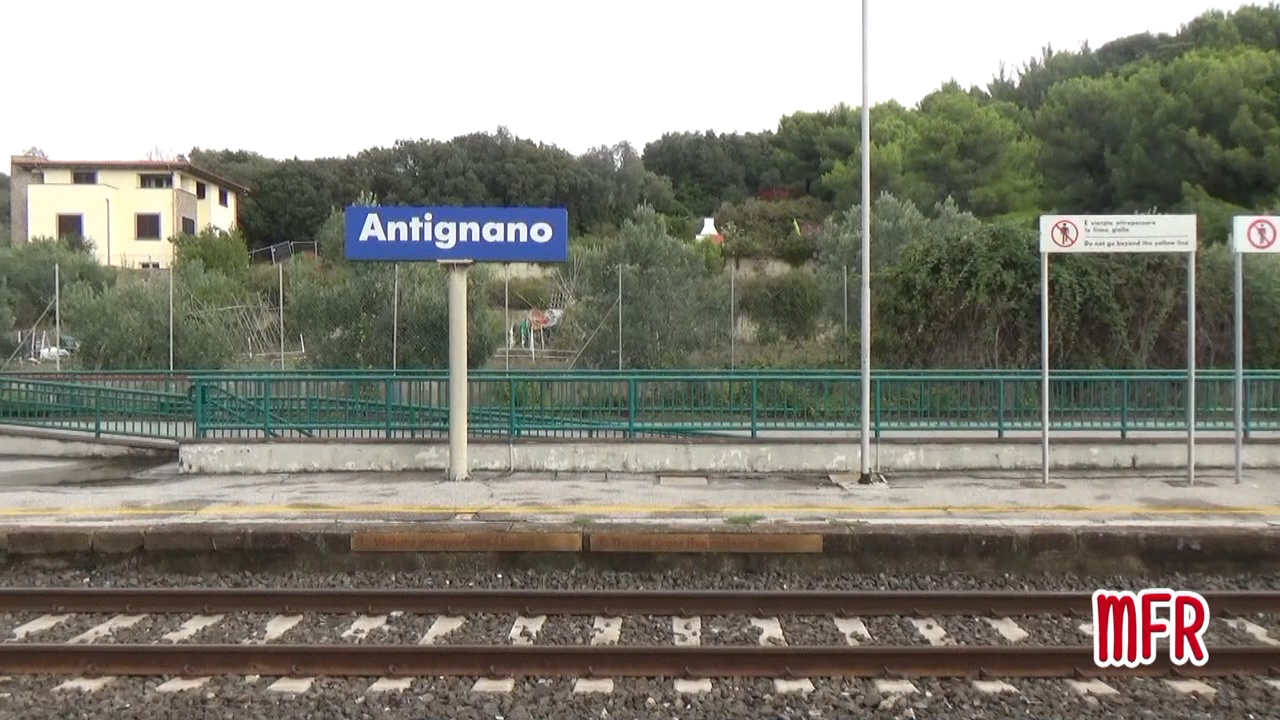 Antignano
È vietato oltrepassare
la linea gialla
Do not go beyond the yellow line
MFR